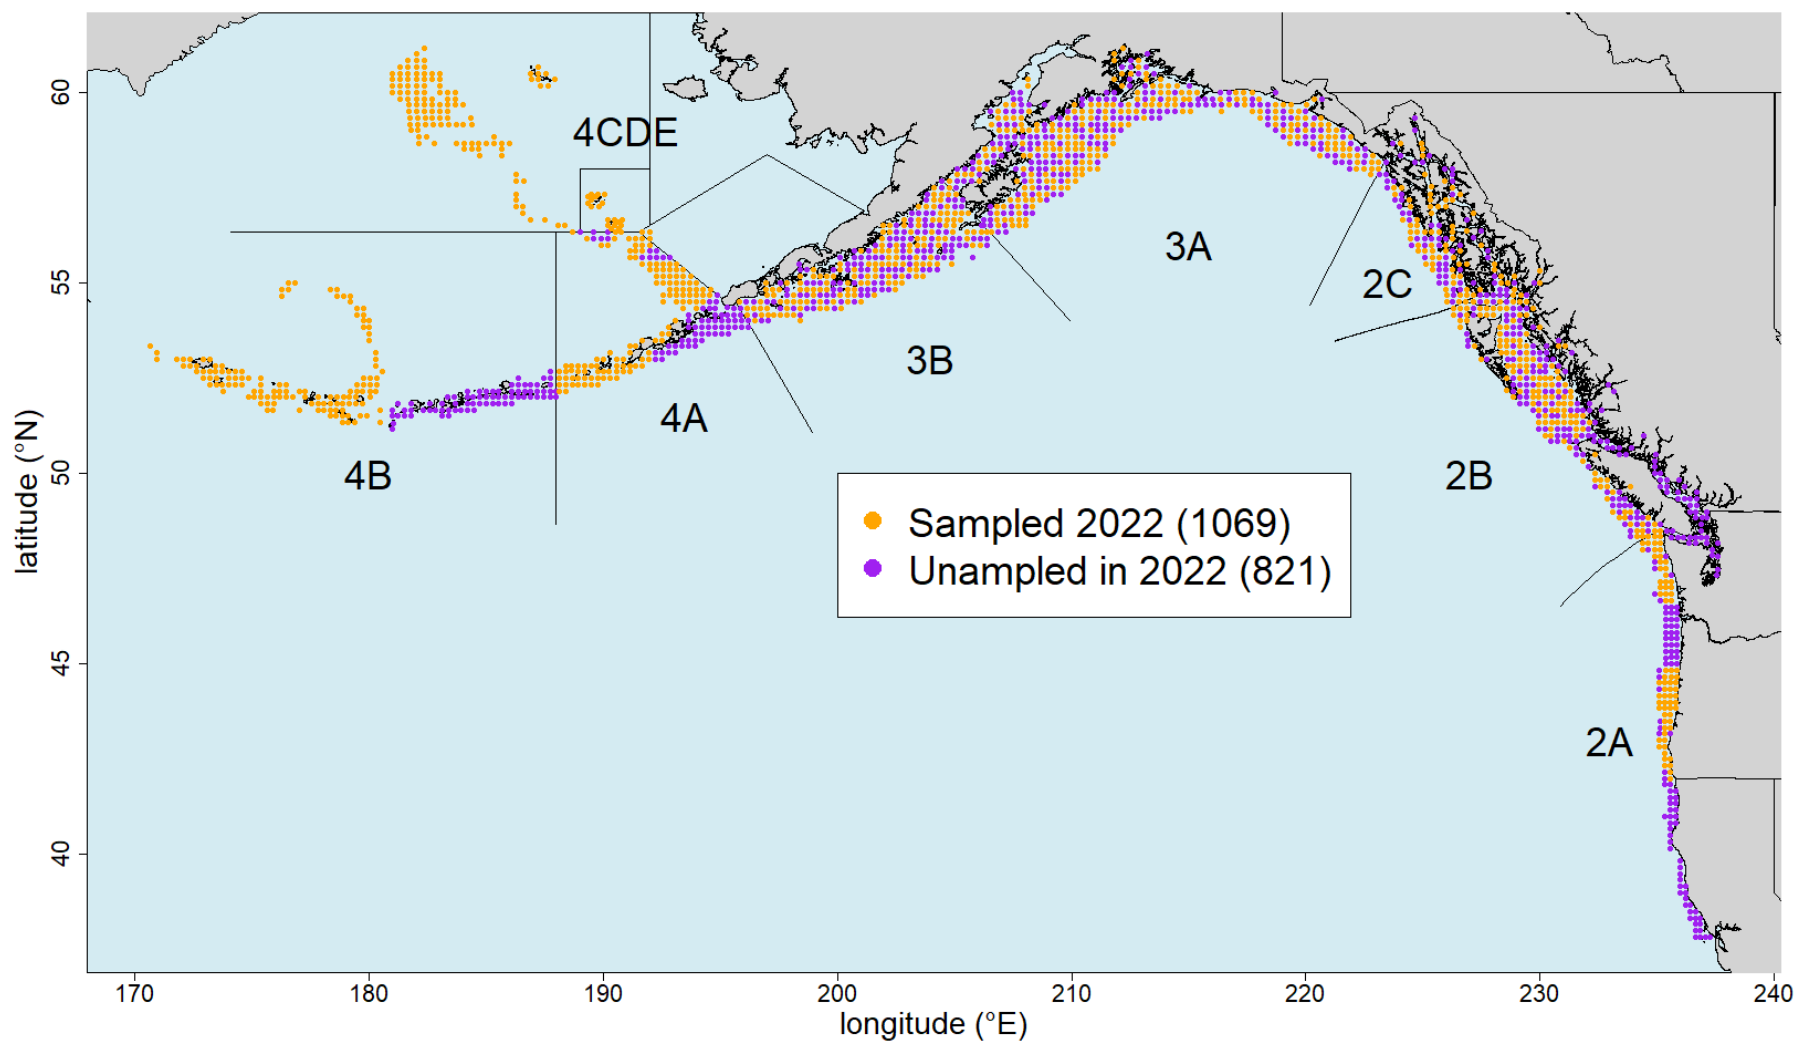 60
55
50
45
40
latitude (°N)
4CDE
3A
2C
3B
4A
4B
2B
2A
Sampled 2022 (1069)
Unampled in 2022 (821)
170
180
190
200
210
220
230
240
longitude (°E)